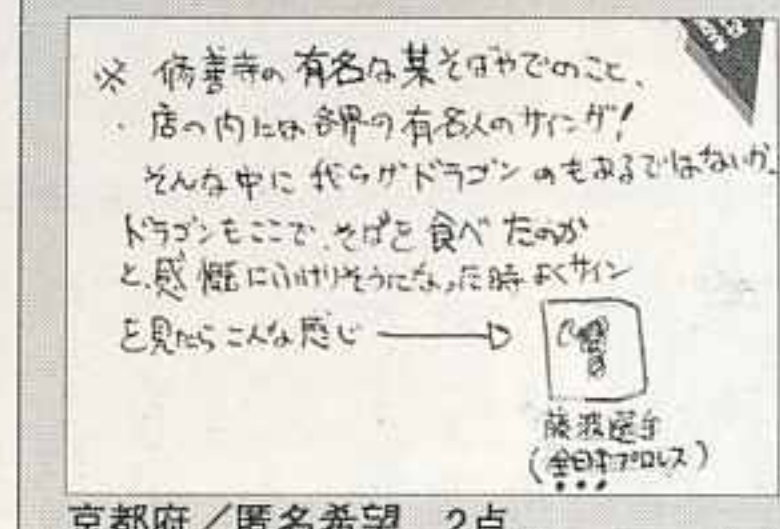 ※ 修善寺の有名な某そばやでのこと、
・店の内には各界の有名人のサインが!
そんな中に我らがドラゴンのもあるではないか。
ドラゴンもここで、そばを食べたのか
と、感慨にふけりそうになった時よくサイン
を見たらこんな感じ→
藤波選手
(全日本プロレス)
京都府/匿名希望 2点